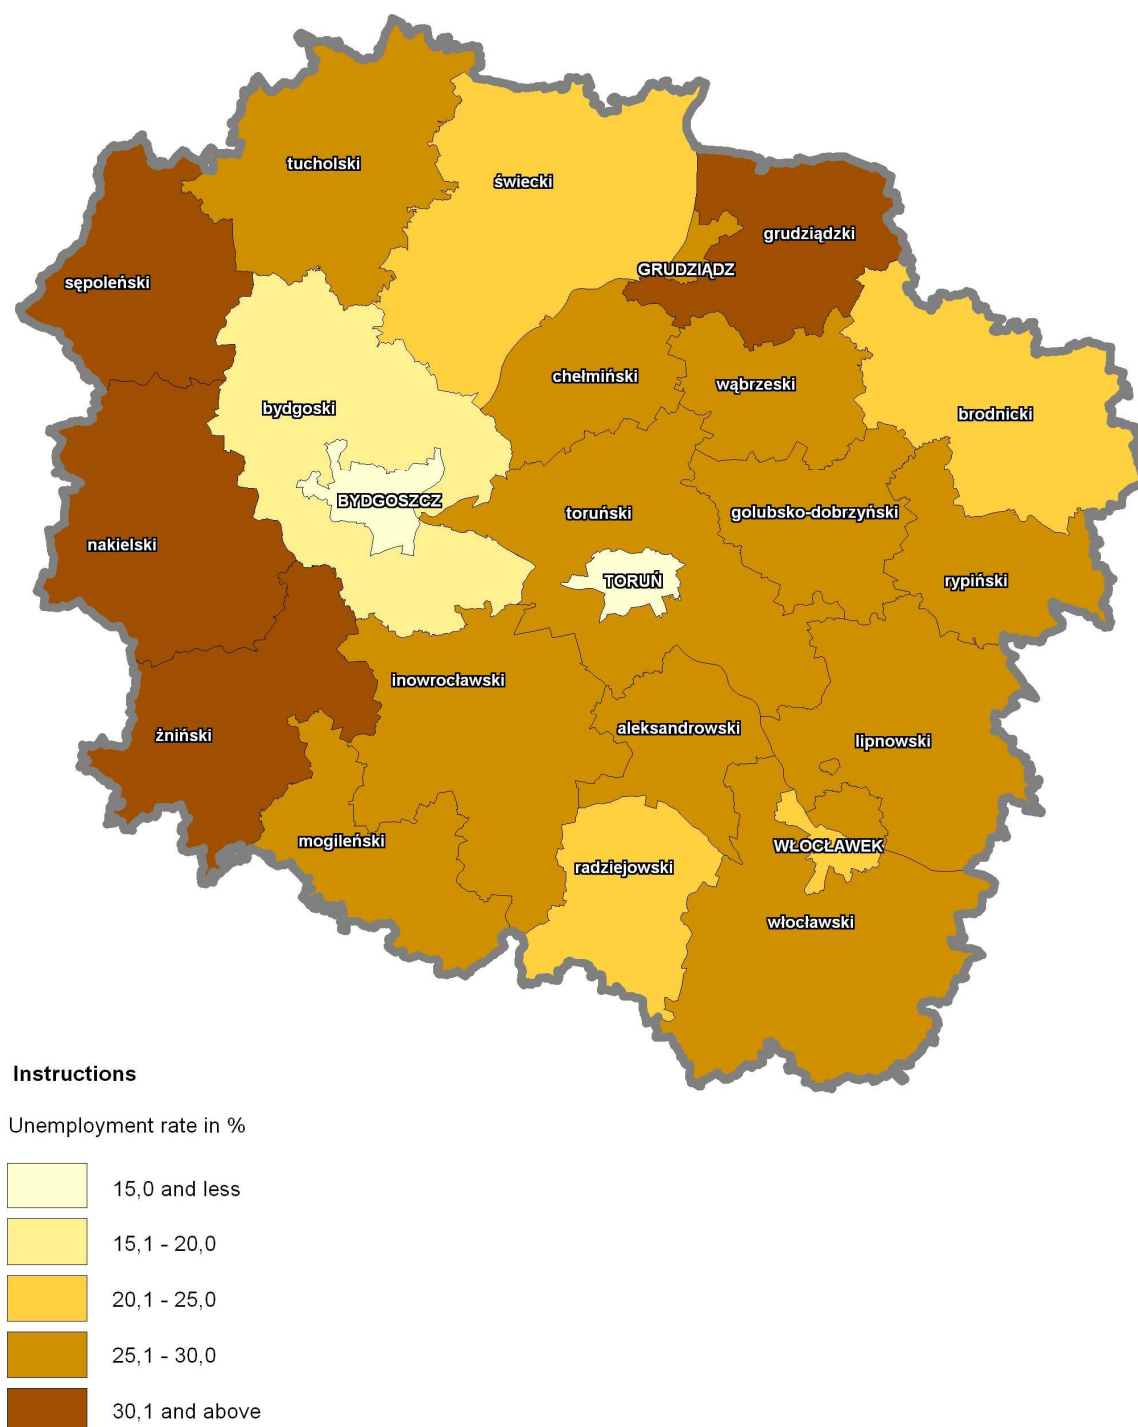 tucholski
świecki
grudziądzki
GRUDZIĄDZ
sępoleński
chełmiński
wąbrzeski
bydgoski
brodnicki
BYDGOSZCZ
toruński
golubsko-dobrzyński
nakielski
TORUŃ
rypiński
inowrocławski
aleksandrowski
żniński
lipnowski
mogileński
WŁOCŁAWEK
radziejowski
włocławski
Instructions
Unemployment rate in %
15,0 and less
15,1 - 20,0
20,1 - 25,0
25,1 - 30,0
30,1 and above